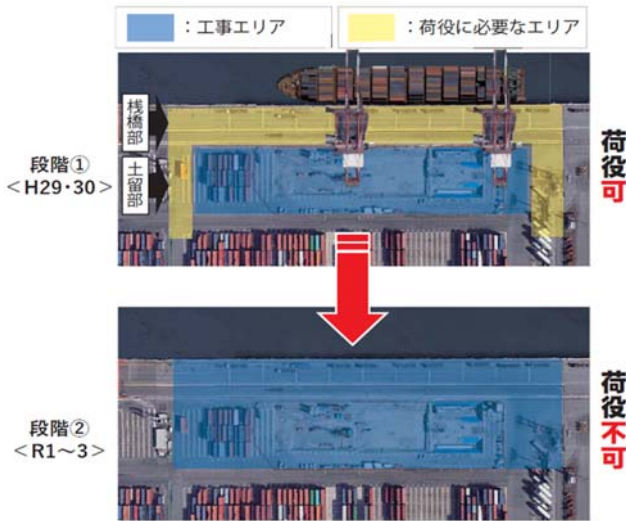 ：工事エリア
：荷役に必要なエリア
桟橋部
土留部
段階①
＜H29・30＞
荷役可
段階②
＜R1～3＞
荷役不可